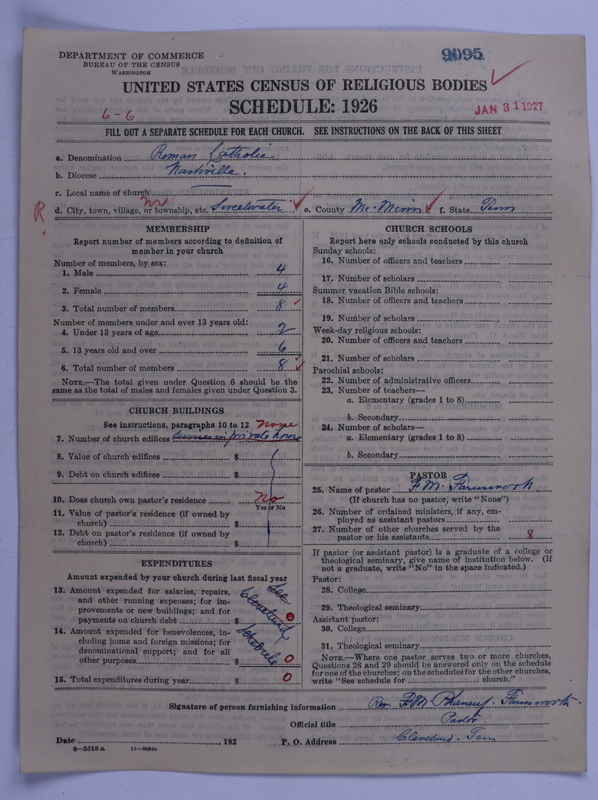 DEPARTMENT OF COMMERCE
BUREAU OF THE CENSUS
WASHINGTON
9095
UNITED STATES CENSUS OF RELIGIOUS BODIES
SCHEDULE: 1926
6-6
JAN 31 1927
FILL OUT A SEPARATE SCHEDULE FOR EACH CHURCH. SEE INSTRUCTIONS ON THE BACK OF THIS SHEET
a. Denomination Roman Catholic
b. Diocese Nashville.
c. Local name of church
R d. City, town, village, or township, etc. Sweetwater e. County Mc.Minn f. State Tenn
MEMBERSHIP
Report number of members according to definition of
member in your church
Number of members, by sex:
1. Male 4
2. Female 4
3. Total number of members 8
Number of members under and over 13 years old:
4. Under 13 years of age 2
5. 13 years old and over 6
6. Total number of members 8
NOTE.—The total given under Question 6 should be the
same as the total of males and females given under Question 3.
CHURCH BUILDINGS
See instructions, paragraphs 10 to 12 none
7. Number of church edifices private home
8. Value of church edifices $
9. Debt on church edifices $
10. Does church own pastor's residence No
Yes or No
11. Value of pastor's residence (if owned by
church) $
12. Debt on pastor's residence (if owned by
church) $
EXPENDITURES
Amount expended by your church during last fiscal year
13. Amount expended for salaries, repairs,
and other running expenses; for im-
provements or new buildings; and for
payments on church debt $ 0
See Cleveland Schedule
14. Amount expended for benevolences, in-
cluding home and foreign missions; for
denominational support; and for all
other purposes $ 0
15. Total expenditures during year $ 0
CHURCH SCHOOLS
Report here only schools conducted by this church
Sunday schools:
16. Number of officers and teachers
17. Number of scholars
Summer vacation Bible schools:
18. Number of officers and teachers
19. Number of scholars
Week-day religious schools:
20. Number of officers and teachers
21. Number of scholars
Parochial schools:
22. Number of administrative officers
23. Number of teachers—
a. Elementary (grades 1 to 8)
b. Secondary
24. Number of scholars—
a. Elementary (grades 1 to 8)
b. Secondary
PASTOR
25. Name of pastor F.M. Farnsworth.
(If church has no pastor, write "None")
26. Number of ordained ministers, if any, em-
ployed as assistant pastors
27. Number of other churches served by the
pastor or his assistants 8
If pastor (or assistant pastor) is a graduate of a college or
theological seminary, give name of institution below. (If
not a graduate, write "No" in the space indicated.)
Pastor:
28. College
29. Theological seminary
Assistant pastor:
30. College
31. Theological seminary
NOTE.—Where one pastor serves two or more churches,
Questions 28 and 29 should be answered only on the schedule
for one of the churches; on the schedules for the other churches,
write "See schedule for church."
Signature of person furnishing information Rev. F.M. Phaneuf Farnsworth.
Official title Pastor
Date , 192 P. O. Address Cleveland. Tenn
8-5518a 11-9024a